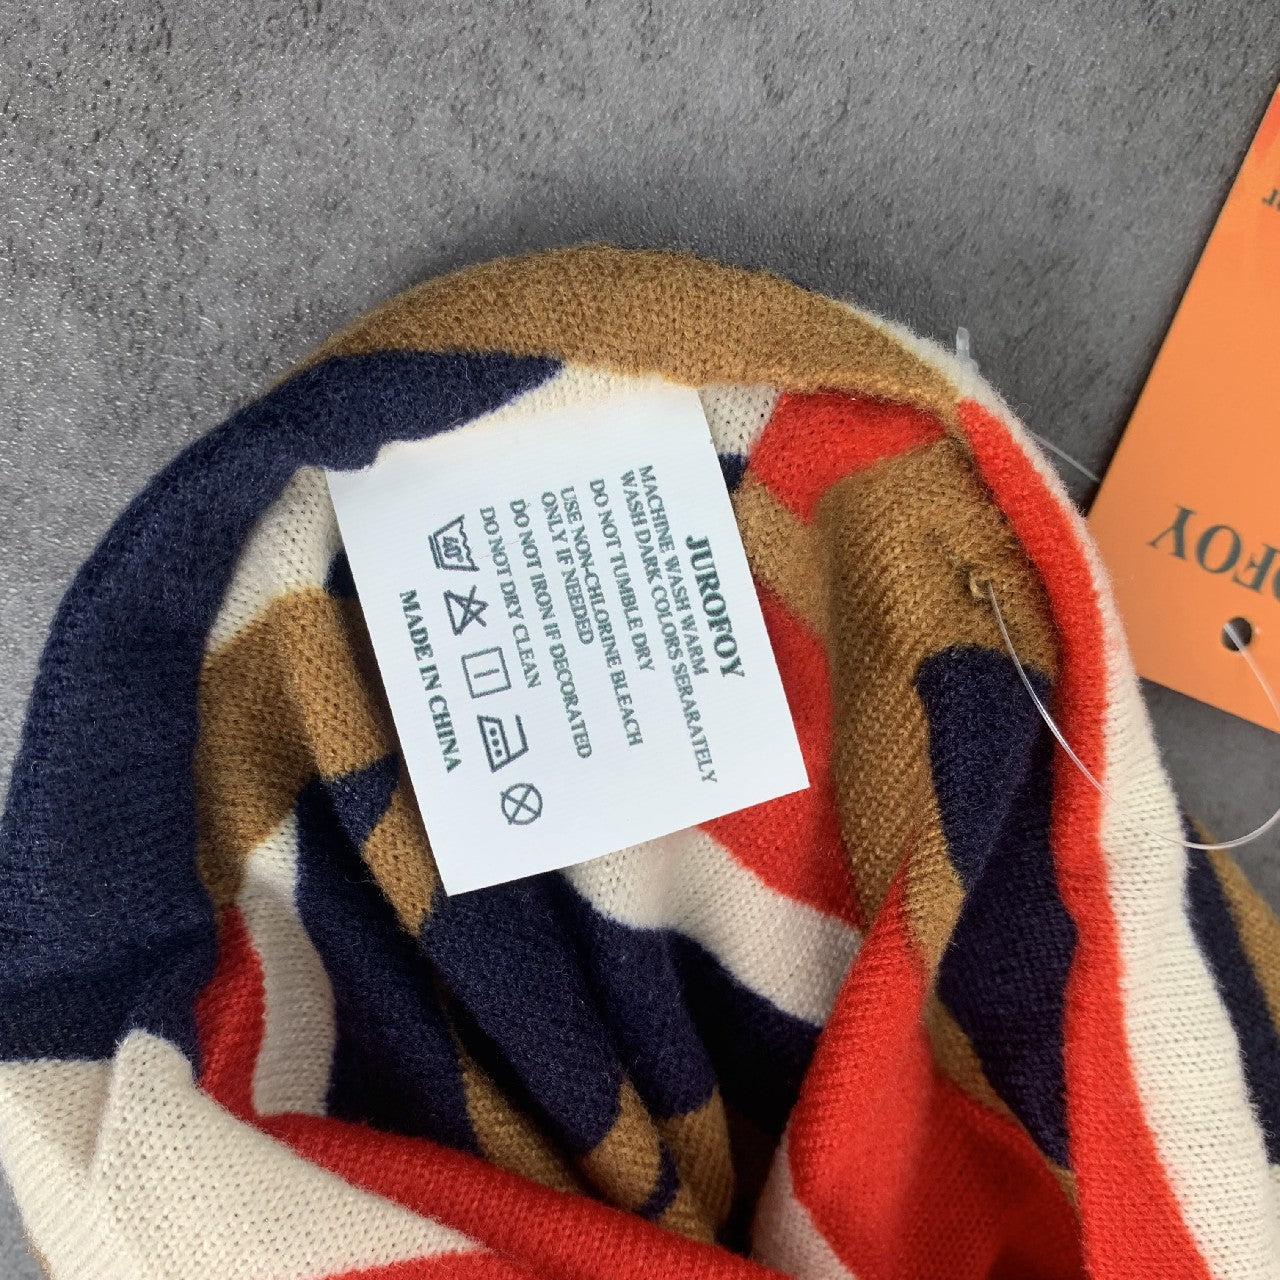 JUROFOY
MACHINE WASH WARM
WASH DARK COLORS SERARATELY
DO NOT TUMBLE DRY
USE NON-CHLORINE BLEACH
ONLY IF NEEDED
DO NOT IRON IF DECORATED
DO NOT DRY CLEAN
40
MADE IN CHINA
OFOY